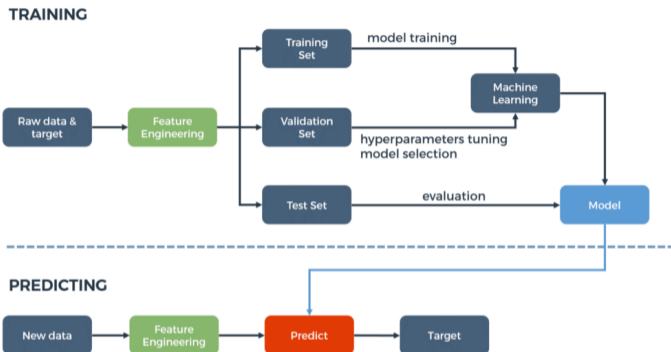 TRAINING
Training
Set
model training
Machine
Learning
Raw data &
target
Feature
Engineering
Validation
Set
hyperparameters tuning
model selection
Test Set
evaluation
Model
PREDICTING
New data
Feature
Engineering
Predict
Target